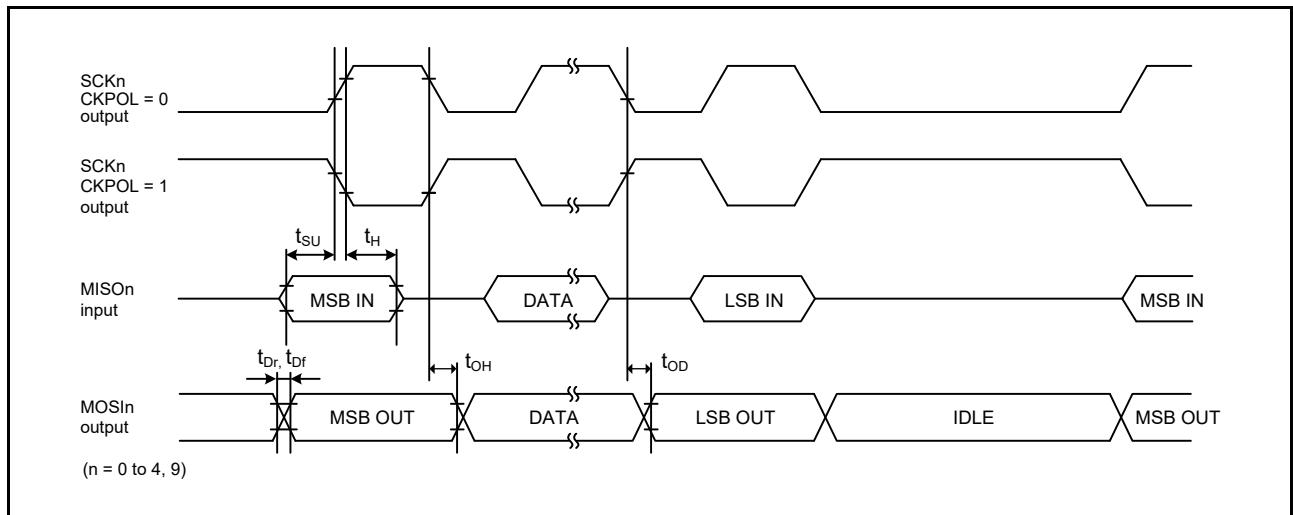 SCKn
CKPOL = 0
output
SCKn
CKPOL = 1
output
tSU
tH
MISOn
input
MSB IN
DATA
LSB IN
MSB IN
tDr, tDf
tOH
tOD
MOSIn
output
MSB OUT
DATA
LSB OUT
IDLE
MSB OUT
(n = 0 to 4, 9)